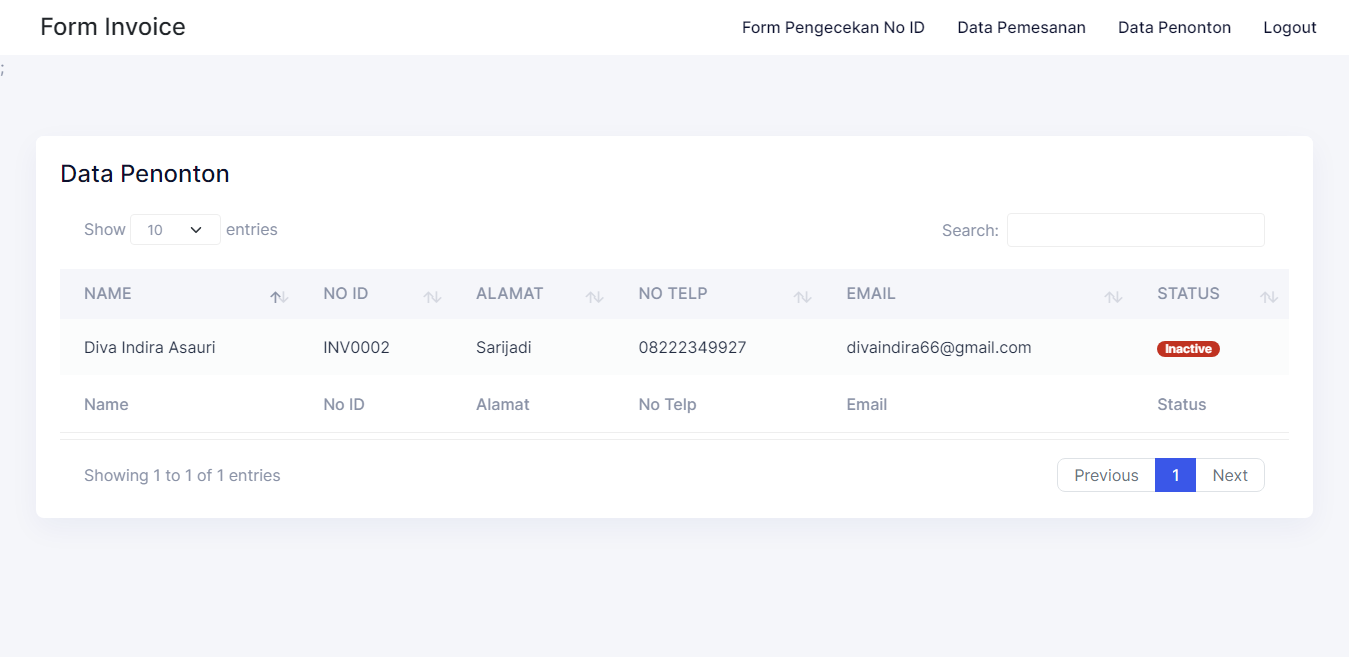 Form Invoice Form Pengecekan No ID Data Pemesanan Data Penonton Logout
;
Data Penonton
Show 10 entries Search:
NAME NO ID ALAMAT NO TELP EMAIL STATUS
Diva Indira Asauri INV0002 Sarijadi 08222349927 divaindira66@gmail.com Inactive
Name No ID Alamat No Telp Email Status
Showing 1 to 1 of 1 entries Previous 1 Next